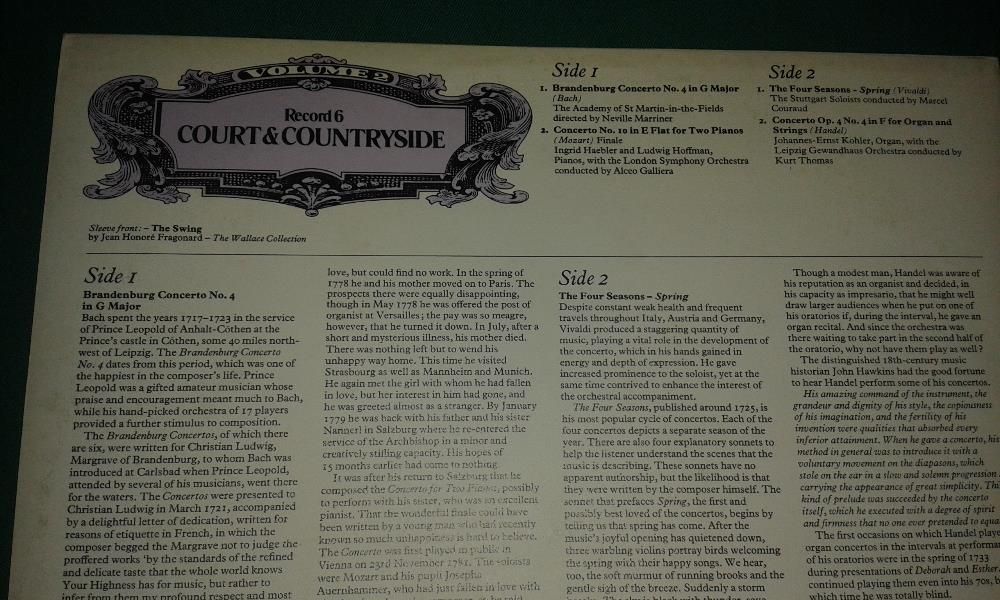 VOLUME 2
Record 6
COURT & COUNTRYSIDE
Sleeve front: – The Swing
by Jean Honoré Fragonard – The Wallace Collection
Side 1
1. Brandenburg Concerto No. 4 in G Major
(Bach)
The Academy of St Martin-in-the-Fields
directed by Neville Marriner
2. Concerto No. 10 in E Flat for Two Pianos
(Mozart) Finale
Ingrid Haebler and Ludwig Hoffman,
Pianos, with the London Symphony Orchestra
conducted by Alceo Galliera
Side 2
1. The Four Seasons - Spring (Vivaldi)
The Stuttgart Soloists conducted by Marcel
Couraud
2. Concerto Op. 4 No. 4 in F for Organ and
Strings (Handel)
Johannes-Ernst Kohler, Organ, with the
Leipzig Gewandhaus Orchestra conducted by
Kurt Thomas
Side 1
Brandenburg Concerto No. 4
in G Major
Bach spent the years 1717–1723 in the service
of Prince Leopold of Anhalt-Cöthen at the
Prince's castle in Cöthen, some 40 miles north-
west of Leipzig. The Brandenburg Concerto
No. 4 dates from this period, which was one of
the happiest in the composer's life. Prince
Leopold was a gifted amateur musician whose
praise and encouragement meant much to Bach,
while his hand-picked orchestra of 17 players
provided a further stimulus to composition.
The Brandenburg Concertos, of which there
are six, were written for Christian Ludwig,
Margrave of Brandenburg, to whom Bach was
introduced at Carlsbad when Prince Leopold,
attended by several of his musicians, went there
for the waters. The Concertos were presented to
Christian Ludwig in March 1721, accompanied
by a delightful letter of dedication, written for
reasons of etiquette in French, in which the
composer begged the Margrave not to judge the
proffered works 'by the standards of the refined
and delicate taste that the whole world knows
Your Highness has for music, but rather to
infer from them my profound respect and most
love, but could find no work. In the spring of
1778 he and his mother moved on to Paris. The
prospects there were equally disappointing,
though in May 1778 he was offered the post of
organist at Versailles; the pay was so meagre,
however, that he turned it down. In July, after a
short and mysterious illness, his mother died.
There was nothing left but to wend his
unhappy way home. This time he visited
Strasbourg as well as Mannheim and Munich.
He again met the girl with whom he had fallen
in love, but her interest in him had gone, and
he was greeted almost as a stranger. By January
1779 he was back with his father and his sister
Nannerl in Salzburg where he re-entered the
service of the Archbishop in a minor and
creatively stifling capacity. His hopes of
15 months earlier had come to nothing.
It was after his return to Salzburg that he
composed the Concerto for Two Pianos, possibly
to perform with his sister, who was an excellent
pianist. That the wonderful finale could have
been written by a young man who had recently
known so much unhappiness is hard to believe.
The Concerto was first played in public in
Vienna on 23rd November 1781. The soloists
were Mozart and his pupil Josepha
Auernhammer, who had just fallen in love with
Side 2
The Four Seasons – Spring
Despite constant weak health and frequent
travels throughout Italy, Austria and Germany,
Vivaldi produced a staggering quantity of
music, playing a vital role in the development of
the concerto, which in his hands gained in
energy and depth of expression. He gave
increased prominence to the soloist, yet at the
same time contrived to enhance the interest of
the orchestral accompaniment.
The Four Seasons, published around 1725, is
his most popular cycle of concertos. Each of the
four concertos depicts a separate season of the
year. There are also four explanatory sonnets to
help the listener understand the scenes that the
music is describing. These sonnets have no
apparent authorship, but the likelihood is that
they were written by the composer himself. The
sonnet that prefaces Spring, the first and
possibly best loved of the concertos, begins by
telling us that spring has come. After the
music's joyful opening has quietened down,
three warbling violins portray birds welcoming
the spring with their happy songs. We hear,
too, the soft murmur of running brooks and the
gentle sigh of the breeze. Suddenly a storm
Though a modest man, Handel was aware of
his reputation as an organist and decided, in
his capacity as impresario, that he might well
draw larger audiences when he put on one of
his oratorios if, during the interval, he gave an
organ recital. And since the orchestra was
there waiting to take part in the second half of
the oratorio, why not have them play as well?
The distinguished 18th-century music
historian John Hawkins had the good fortune
to hear Handel perform some of his concertos.
His amazing command of the instrument, the
grandeur and dignity of his style, the copiousness
of his imagination, and the fertility of his
invention were qualities that absorbed every
inferior attainment. When he gave a concerto, his
method in general was to introduce it with a
voluntary movement on the diapasons, which
stole on the ear in a slow and solemn progression
carrying the appearance of great simplicity. This
kind of prelude was succeeded by the concerto
itself, which he executed with a degree of spirit
and firmness that no one ever pretended to equa
The first occasions on which Handel playe
organ concertos in the intervals at performa
of his oratorios were in the spring of 1733
during presentations of Deborah and Esther.
continued playing them even into his 70s, b
which time he was totally blind.